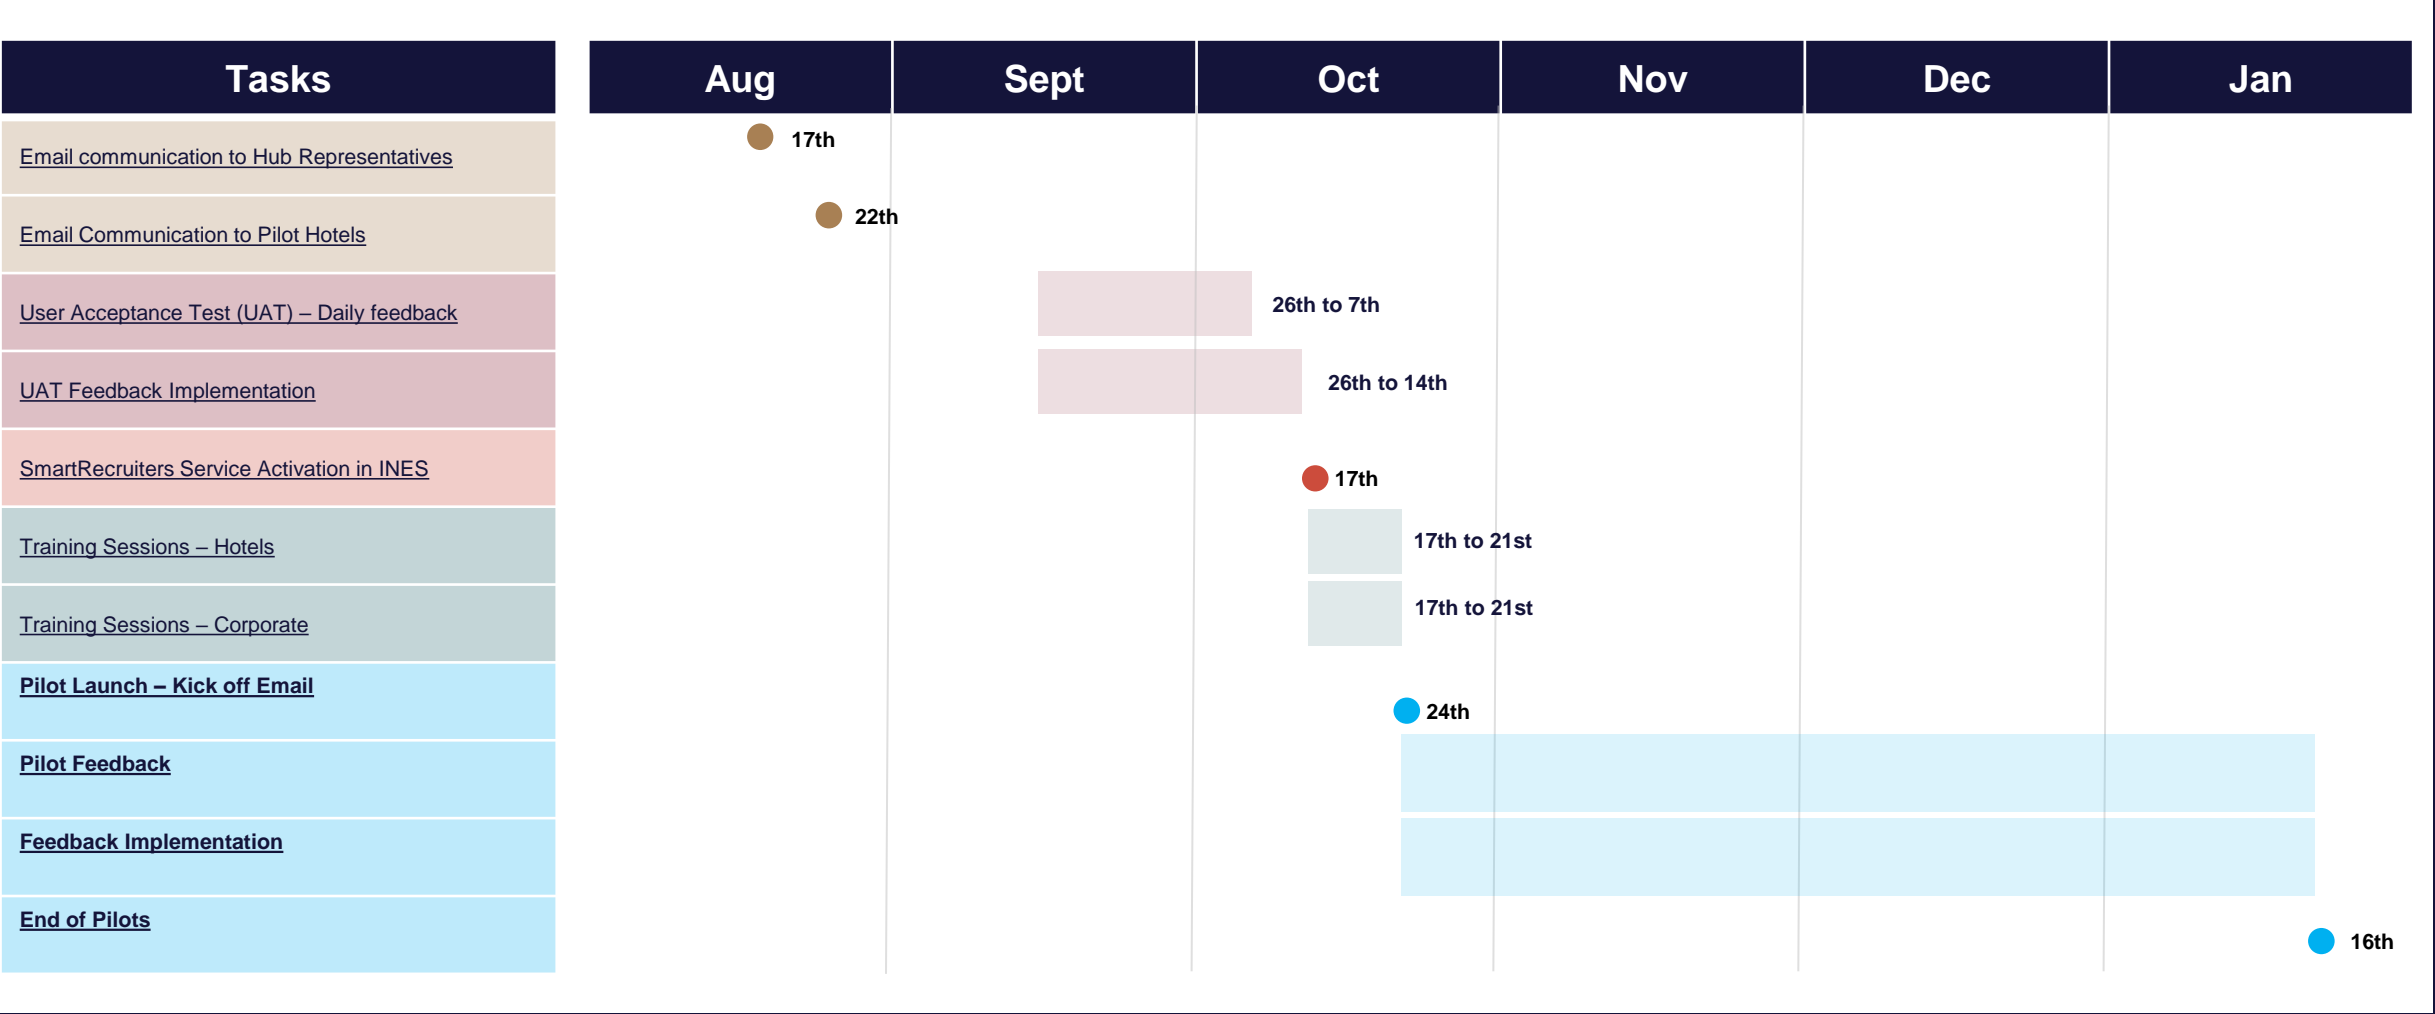 Tasks
Aug
Sept
Oct
Nov
Dec
Jan
Email communication to Hub Representatives
17th
Email Communication to Pilot Hotels
22th
User Acceptance Test (UAT) – Daily feedback
26th to 7th
UAT Feedback Implementation
26th to 14th
SmartRecruiters Service Activation in INES
17th
Training Sessions – Hotels
17th to 21st
Training Sessions – Corporate
17th to 21st
Pilot Launch – Kick off Email
24th
Pilot Feedback
Feedback Implementation
End of Pilots
16th